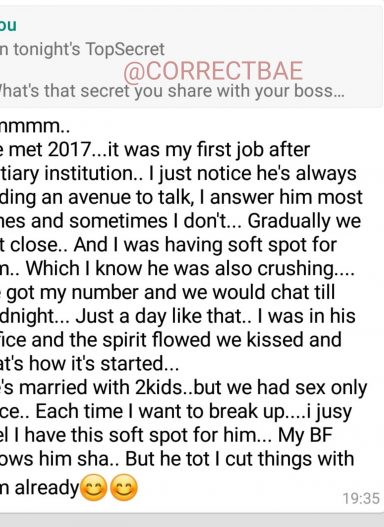 ou
n tonight's TopSecret
@CORRECTBAE
What's that secret you share with your boss...
mmmm..
e met 2017...it was my first job after
tiary institution.. I just notice he's always
ding an avenue to talk, I answer him most
nes and sometimes I don't... Gradually we
t close.. And I was having soft spot for
m.. Which I know he was also crushing....
e got my number and we would chat till
dnight... Just a day like that.. I was in his
fice and the spirit flowed we kissed and
at's how it's started...
e's married with 2kids..but we had sex only
ce.. Each time I want to break up....i jusy
el I have this soft spot for him... My BF
ows him sha.. But he tot I cut things with
m already😊😊
19:35